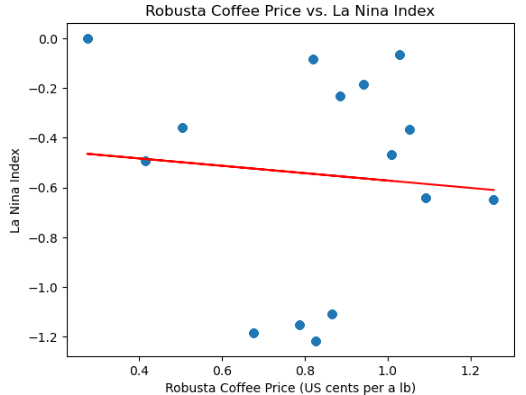 Robusta Coffee Price vs. La Nina Index
0.0
−0.2
−0.4
−0.6
−0.8
−1.0
−1.2
La Nina Index
0.4 0.6 0.8 1.0 1.2
Robusta Coffee Price (US cents per a lb)